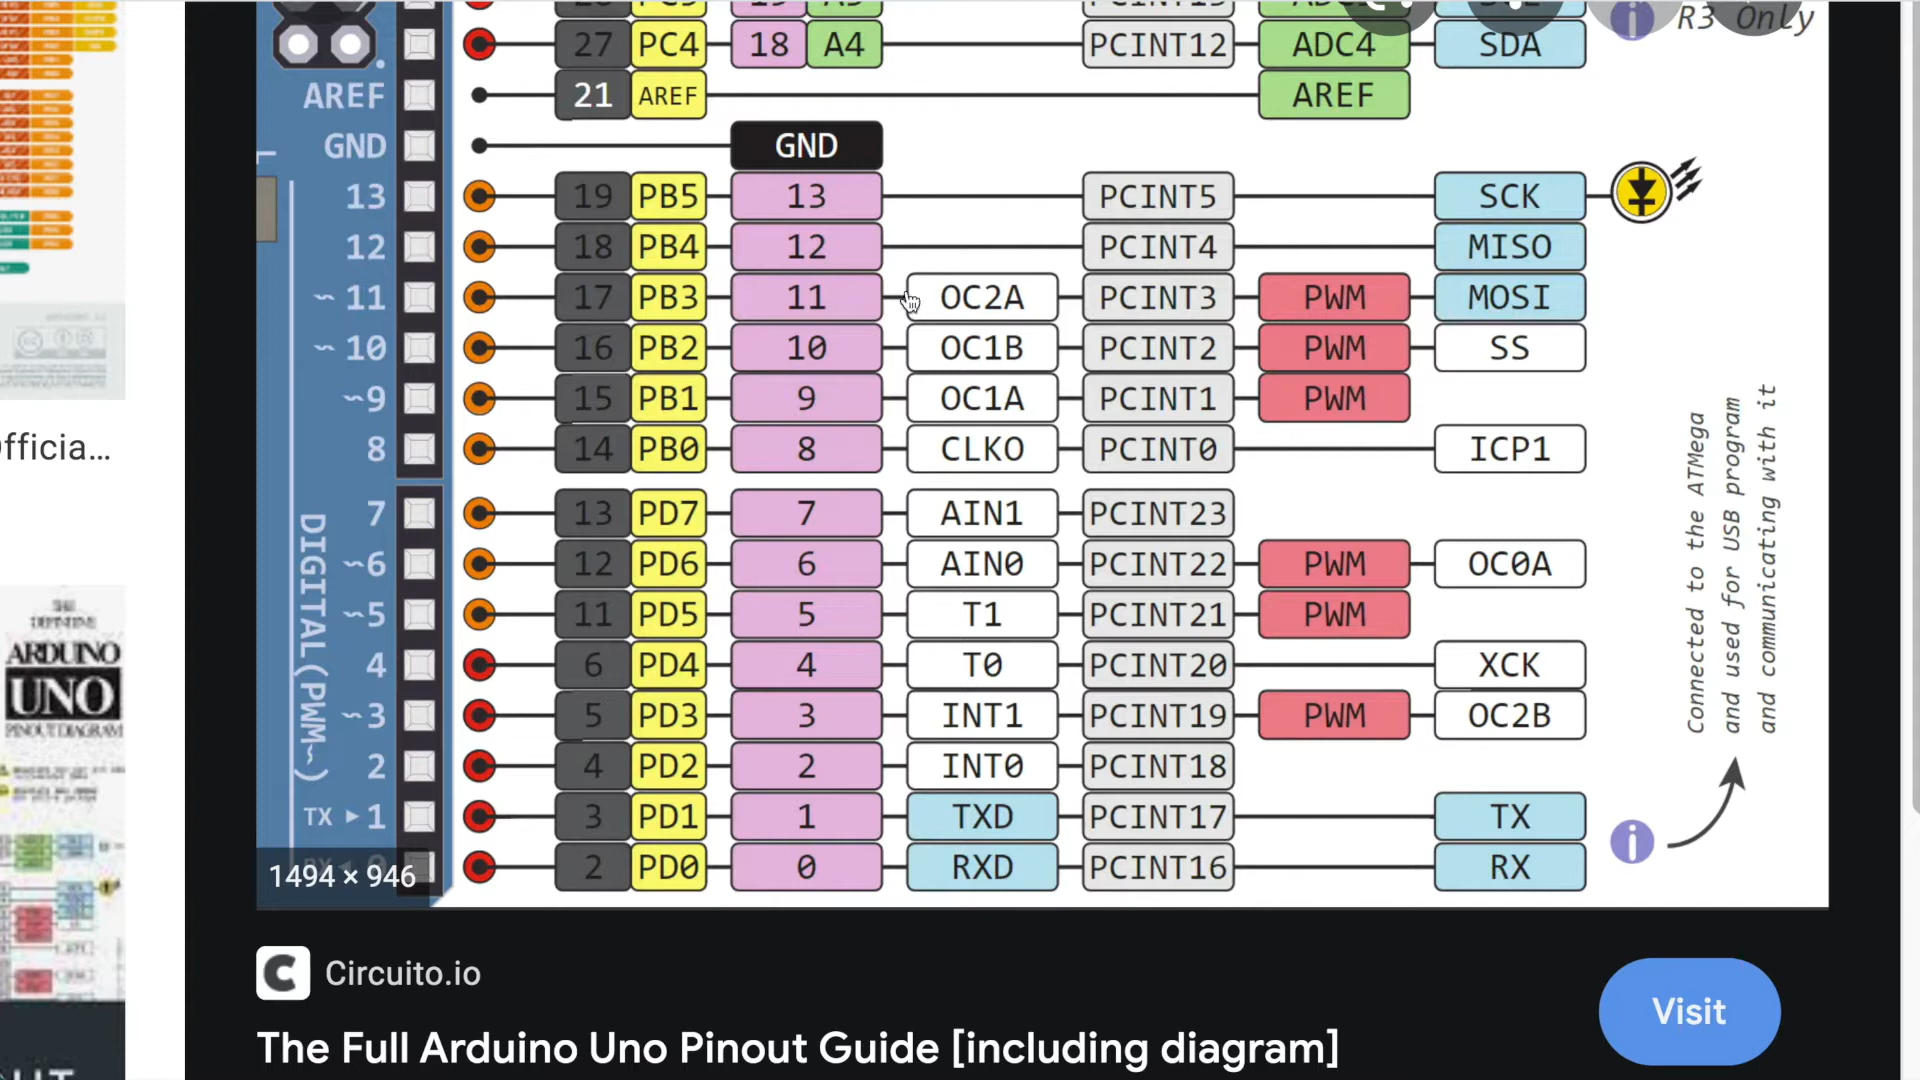 R3 Only
27 PC4 18 A4 PCINT12 ADC4 SDA
AREF 21 AREF AREF
GND GND
13 19 PB5 13 PCINT5 SCK
12 18 PB4 12 PCINT4 MISO
~ 11 17 PB3 11 OC2A PCINT3 PWM MOSI
~ 10 16 PB2 10 OC1B PCINT2 PWM SS
~9 15 PB1 9 OC1A PCINT1 PWM
8 14 PB0 8 CLKO PCINT0 ICP1
7 13 PD7 7 AIN1 PCINT23
~6 12 PD6 6 AIN0 PCINT22 PWM OC0A
~5 11 PD5 5 T1 PCINT21 PWM
4 6 PD4 4 T0 PCINT20 XCK
~3 5 PD3 3 INT1 PCINT19 PWM OC2B
2 4 PD2 2 INT0 PCINT18
TX ▸ 1 3 PD1 1 TXD PCINT17 TX
2 PD0 0 RXD PCINT16 RX
DIGITAL(PWM~)
Connected to the ATMega
and used for USB program
and communicating with it
1494 × 946
Circuito.io
Visit
The Full Arduino Uno Pinout Guide [including diagram]
fficia...
ARDUINO
UNO
PINOUT DIAGRAM